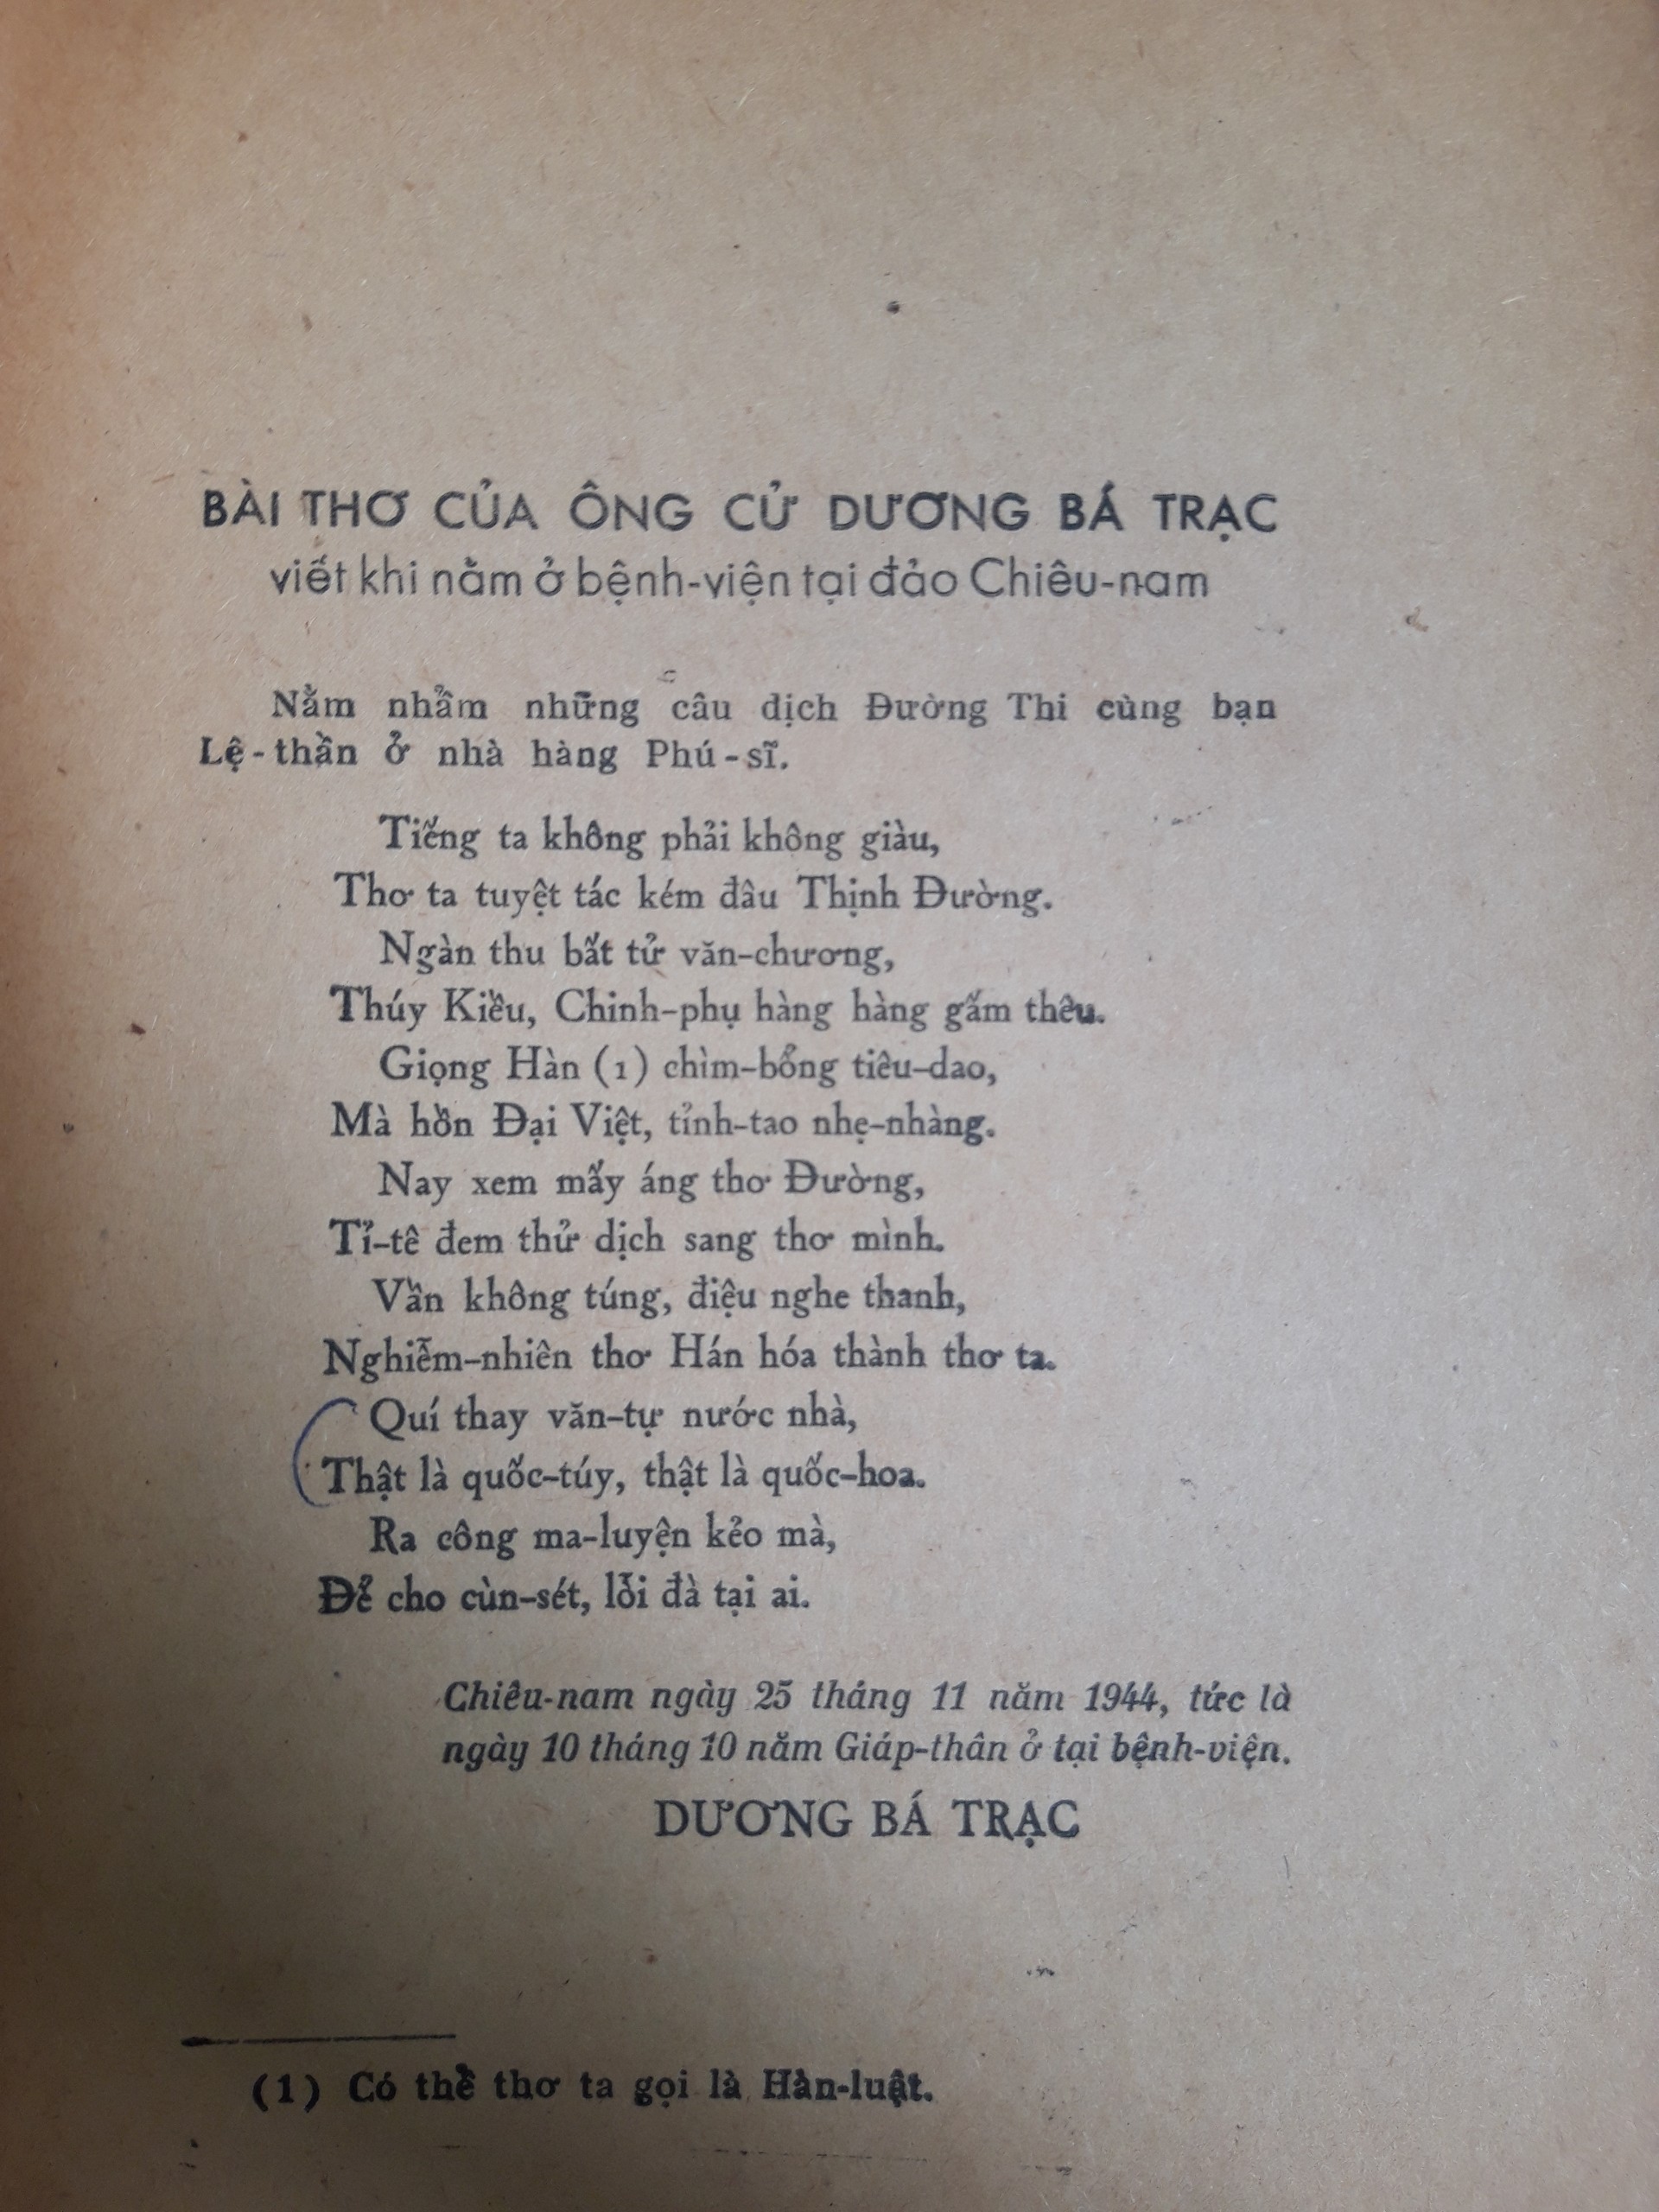 BÀI THƠ CỦA ÔNG CỬ DƯƠNG BÁ TRẠC
viết khi nằm ở bệnh-viện tại đảo Chiêu-nam
Nằm nhẩm những câu dịch Đường Thi cùng bạn
Lệ-thần ở nhà hàng Phú-sĩ.
Tiếng ta không phải không giàu,
Thơ ta tuyệt tác kém đâu Thịnh Đường.
Ngàn thu bất tử văn-chương,
Thúy Kiều, Chinh-phụ hàng hàng gấm thêu.
Giọng Hàn (1) chìm-bổng tiêu-dao,
Mà hồn Đại Việt, tỉnh-tao nhẹ-nhàng.
Nay xem mấy áng thơ Đường,
Tỉ-tê đem thử dịch sang thơ mình.
Vần không túng, điệu nghe thanh,
Nghiễm-nhiên thơ Hán hóa thành thơ ta.
Quí thay văn-tự nước nhà,
Thật là quốc-túy, thật là quốc-hoa.
Ra công ma-luyện kẻo mà,
Để cho cùn-sét, lỗi đà tại ai.
Chiêu-nam ngày 25 tháng 11 năm 1944, tức là
ngày 10 tháng 10 năm Giáp-thân ở tại bệnh-viện.
DƯƠNG BÁ TRẠC
(1) Có thể thơ ta gọi là Hàn-luật.